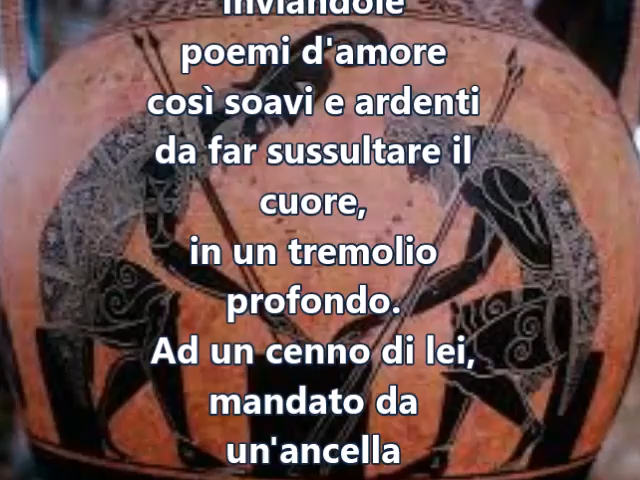 inviandole
poemi d'amore
così soavi e ardenti
da far sussultare il
cuore,
in un tremolio
profondo.
Ad un cenno di lei,
mandato da
un'ancella